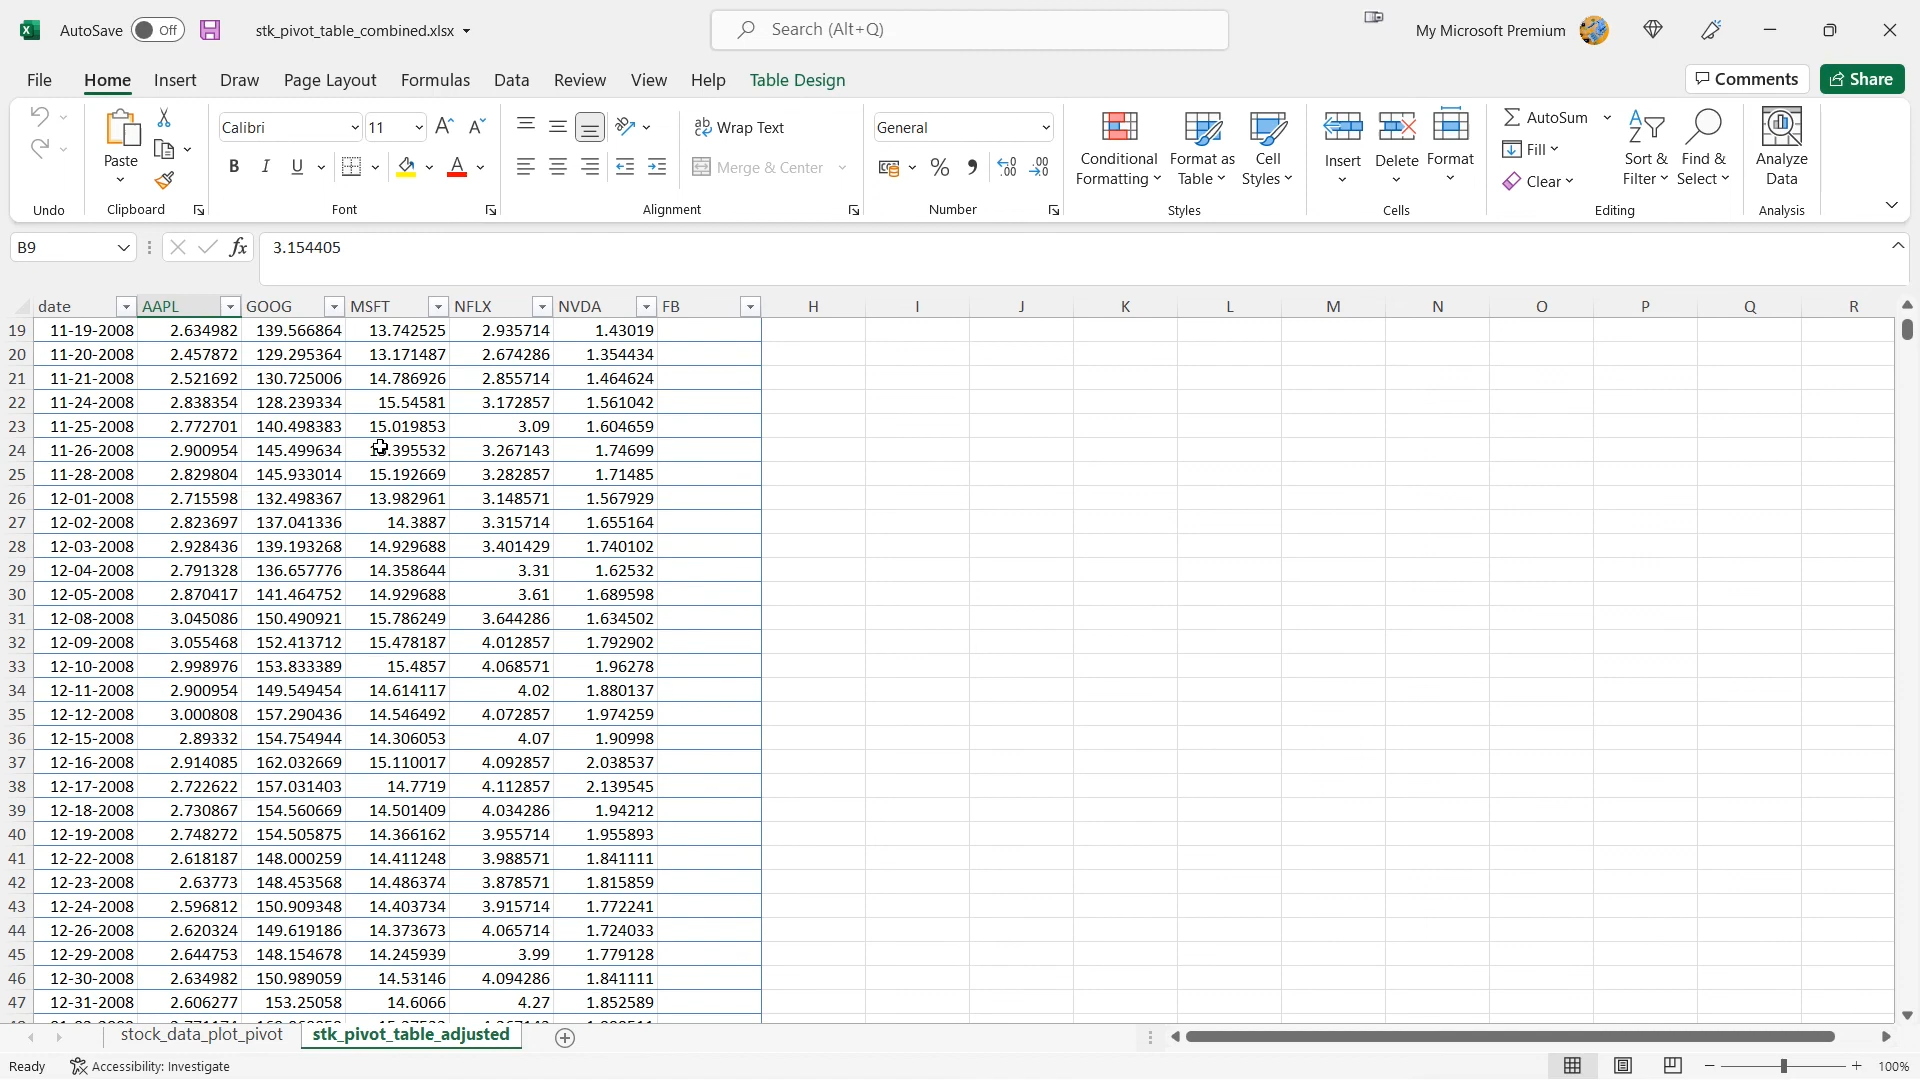 AutoSave Off stk_pivot_table_combined.xlsx Search (Alt+Q) My Microsoft Premium
File Home Insert Draw Page Layout Formulas Data Review View Help Table Design Comments Share
Calibri 11 Wrap Text General AutoSum
Paste Conditional Formatting Format as Table Cell Styles Insert Delete Format Fill Sort & Filter Find & Select Analyze Data
B I U A Merge & Center % Clear
Undo Clipboard Font Alignment Number Styles Cells Editing Analysis
B9 fx 3.154405
date AAPL GOOG MSFT NFLX NVDA FB H I J K L M N O P Q R
19 11-19-2008 2.634982 139.566864 13.742525 2.935714 1.43019
20 11-20-2008 2.457872 129.295364 13.171487 2.674286 1.354434
21 11-21-2008 2.521692 130.725006 14.786926 2.855714 1.464624
22 11-24-2008 2.838354 128.239334 15.54581 3.172857 1.561042
23 11-25-2008 2.772701 140.498383 15.019853 3.09 1.604659
24 11-26-2008 2.900954 145.499634 3.267143 1.74699
25 11-28-2008 2.829804 145.933014 15.192669 3.282857 1.71485
26 12-01-2008 2.715598 132.498367 13.982961 3.148571 1.567929
27 12-02-2008 2.823697 137.041336 14.3887 3.315714 1.655164
28 12-03-2008 2.928436 139.193268 14.929688 3.401429 1.740102
29 12-04-2008 2.791328 136.657776 14.358644 3.31 1.62532
30 12-05-2008 2.870417 141.464752 14.929688 3.61 1.689598
31 12-08-2008 3.045086 150.490921 15.786249 3.644286 1.634502
32 12-09-2008 3.055468 152.413712 15.478187 4.012857 1.792902
33 12-10-2008 2.998976 153.833389 15.4857 4.068571 1.96278
34 12-11-2008 2.900954 149.549454 14.614117 4.02 1.880137
35 12-12-2008 3.000808 157.290436 14.546492 4.072857 1.974259
36 12-15-2008 2.89332 154.754944 14.306053 4.07 1.90998
37 12-16-2008 2.914085 162.032669 15.110017 4.092857 2.038537
38 12-17-2008 2.722622 157.031403 14.7719 4.112857 2.139545
39 12-18-2008 2.730867 154.560669 14.501409 4.034286 1.94212
40 12-19-2008 2.748272 154.505875 14.366162 3.955714 1.955893
41 12-22-2008 2.618187 148.000259 14.411248 3.988571 1.841111
42 12-23-2008 2.63773 148.453568 14.486374 3.878571 1.815859
43 12-24-2008 2.596812 150.909348 14.403734 3.915714 1.772241
44 12-26-2008 2.620324 149.619186 14.373673 4.065714 1.724033
45 12-29-2008 2.644753 148.154678 14.245939 3.99 1.779128
46 12-30-2008 2.634982 150.989059 14.53146 4.094286 1.841111
47 12-31-2008 2.606277 153.25058 14.6066 4.27 1.852589
stock_data_plot_pivot stk_pivot_table_adjusted
Ready Accessibility: Investigate 100%